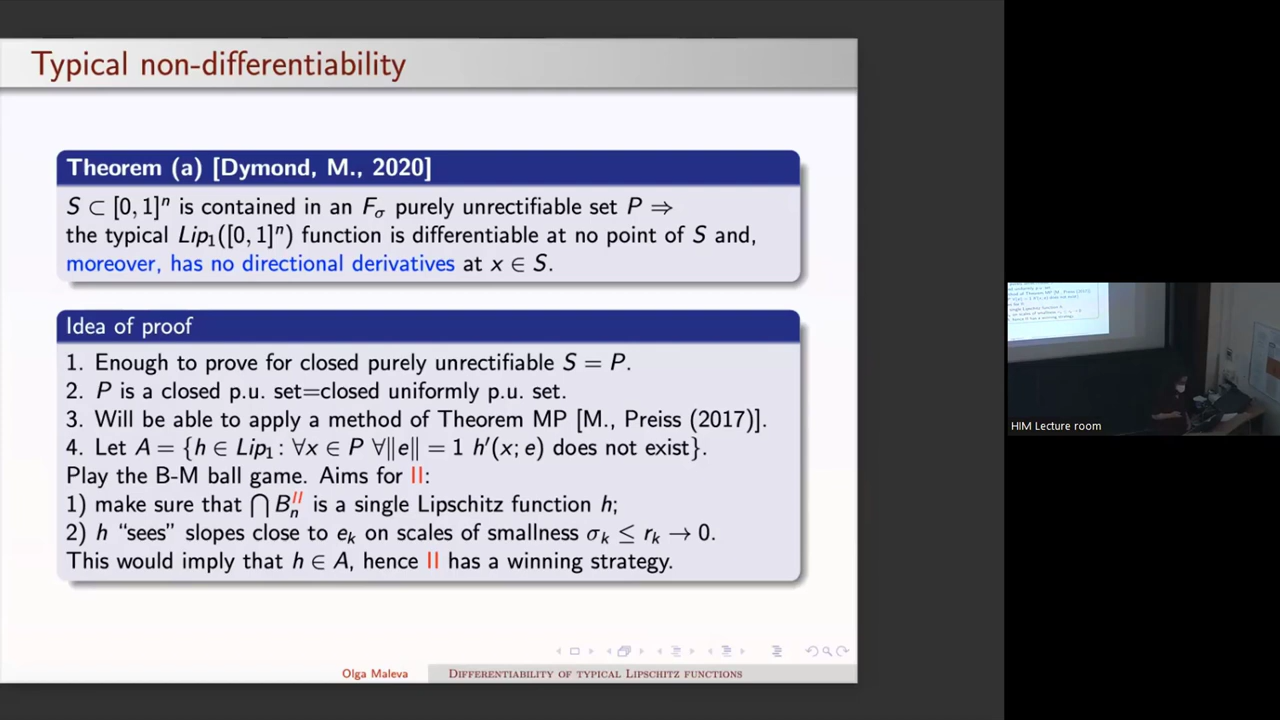 Typical non-differentiability
Theorem (a) [Dymond, M., 2020]
S ⊂ [0, 1]ⁿ is contained in an F_σ purely unrectifiable set P ⇒
the typical Lip₁([0, 1]ⁿ) function is differentiable at no point of S and,
moreover, has no directional derivatives at x ∈ S.
Idea of proof
1. Enough to prove for closed purely unrectifiable S = P.
2. P is a closed p.u. set=closed uniformly p.u. set.
3. Will be able to apply a method of Theorem MP [M., Preiss (2017)].
4. Let A = {h ∈ Lip₁ : ∀x ∈ P ∀‖e‖ = 1 h′(x; e) does not exist}.
Play the B-M ball game. Aims for II:
1) make sure that ⋂ B_n^{II} is a single Lipschitz function h;
2) h “sees” slopes close to e_k on scales of smallness σ_k ≤ r_k → 0.
This would imply that h ∈ A, hence II has a winning strategy.
Olga Maleva
Differentiability of typical Lipschitz functions
HIM Lecture room